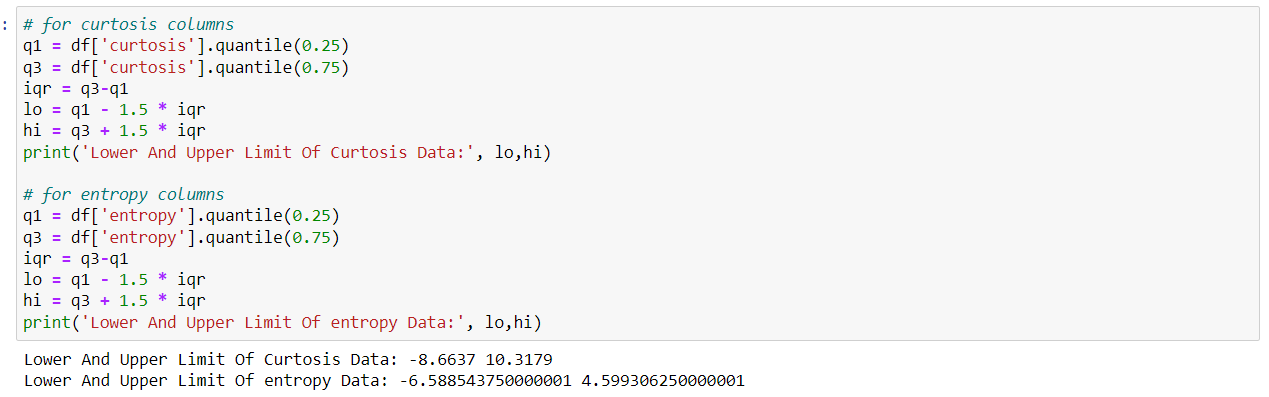 :
# for curtosis columns
q1 = df['curtosis'].quantile(0.25)
q3 = df['curtosis'].quantile(0.75)
iqr = q3-q1
lo = q1 - 1.5 * iqr
hi = q3 + 1.5 * iqr
print('Lower And Upper Limit Of Curtosis Data:', lo,hi)
# for entropy columns
q1 = df['entropy'].quantile(0.25)
q3 = df['entropy'].quantile(0.75)
iqr = q3-q1
lo = q1 - 1.5 * iqr
hi = q3 + 1.5 * iqr
print('Lower And Upper Limit Of entropy Data:', lo,hi)
Lower And Upper Limit Of Curtosis Data: -8.6637 10.3179
Lower And Upper Limit Of entropy Data: -6.588543750000001 4.599306250000001